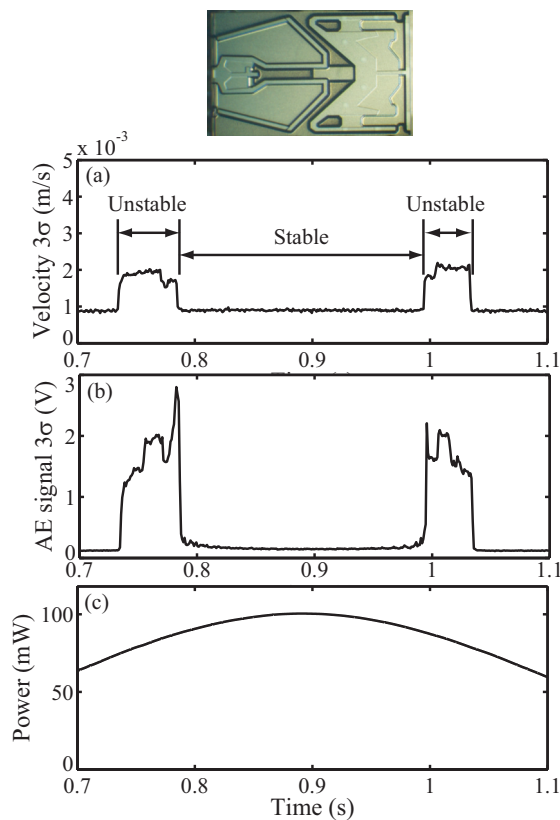 5 x 10⁻³
(a)
Unstable
Unstable
Stable
Velocity 3σ (m/s)
5
4
3
2
1
0
0.7 0.8 0.9 1 1.1
(b)
AE signal 3σ (V)
3
2
1
0
0.7 0.8 0.9 1 1.1
(c)
Power (mW)
100
50
0
0.7 0.8 0.9 1 1.1
Time (s)